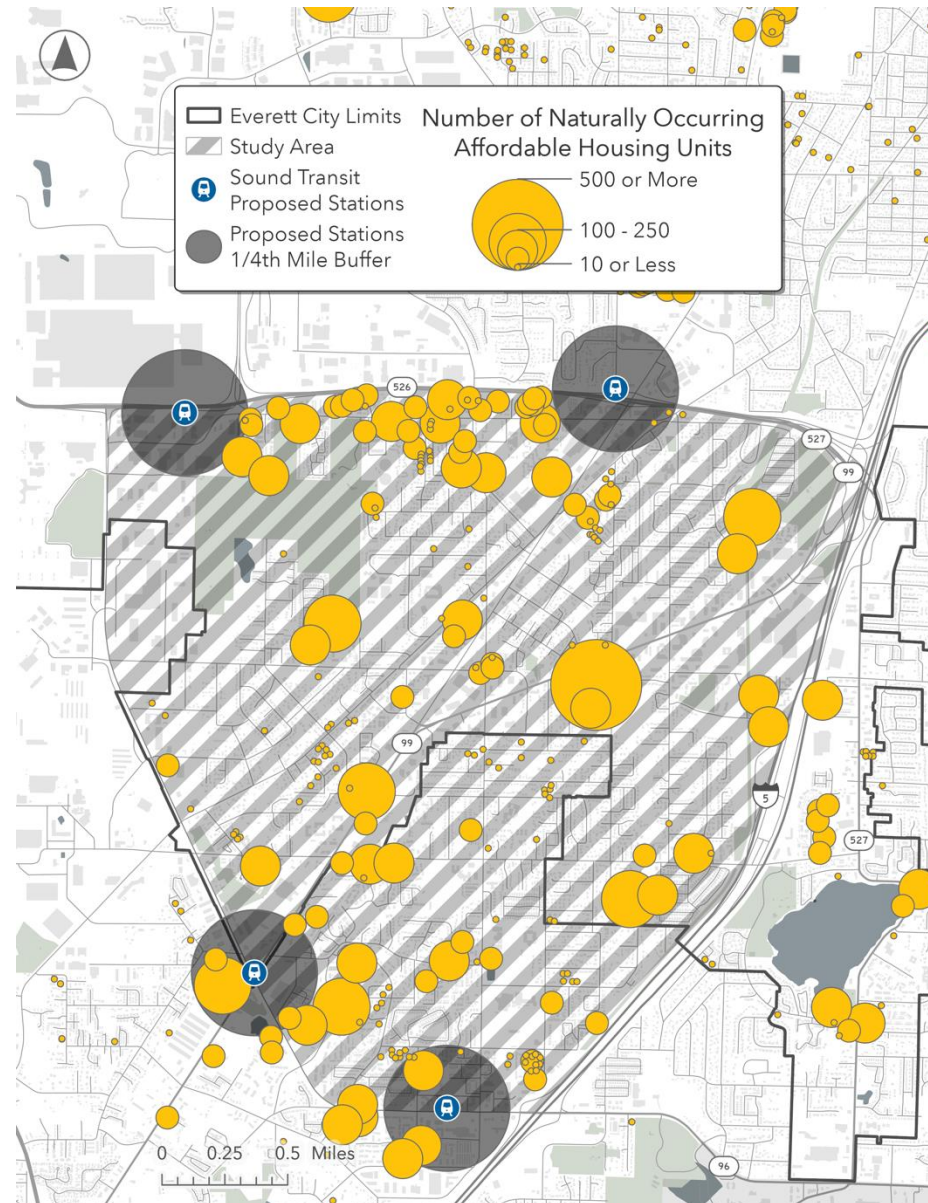 Everett City Limits
Study Area
Sound Transit
Proposed Stations
Proposed Stations
1/4th Mile Buffer
Number of Naturally Occurring
Affordable Housing Units
500 or More
100 - 250
10 or Less
526
527
99
99
5
527
96
0 0.25 0.5 Miles